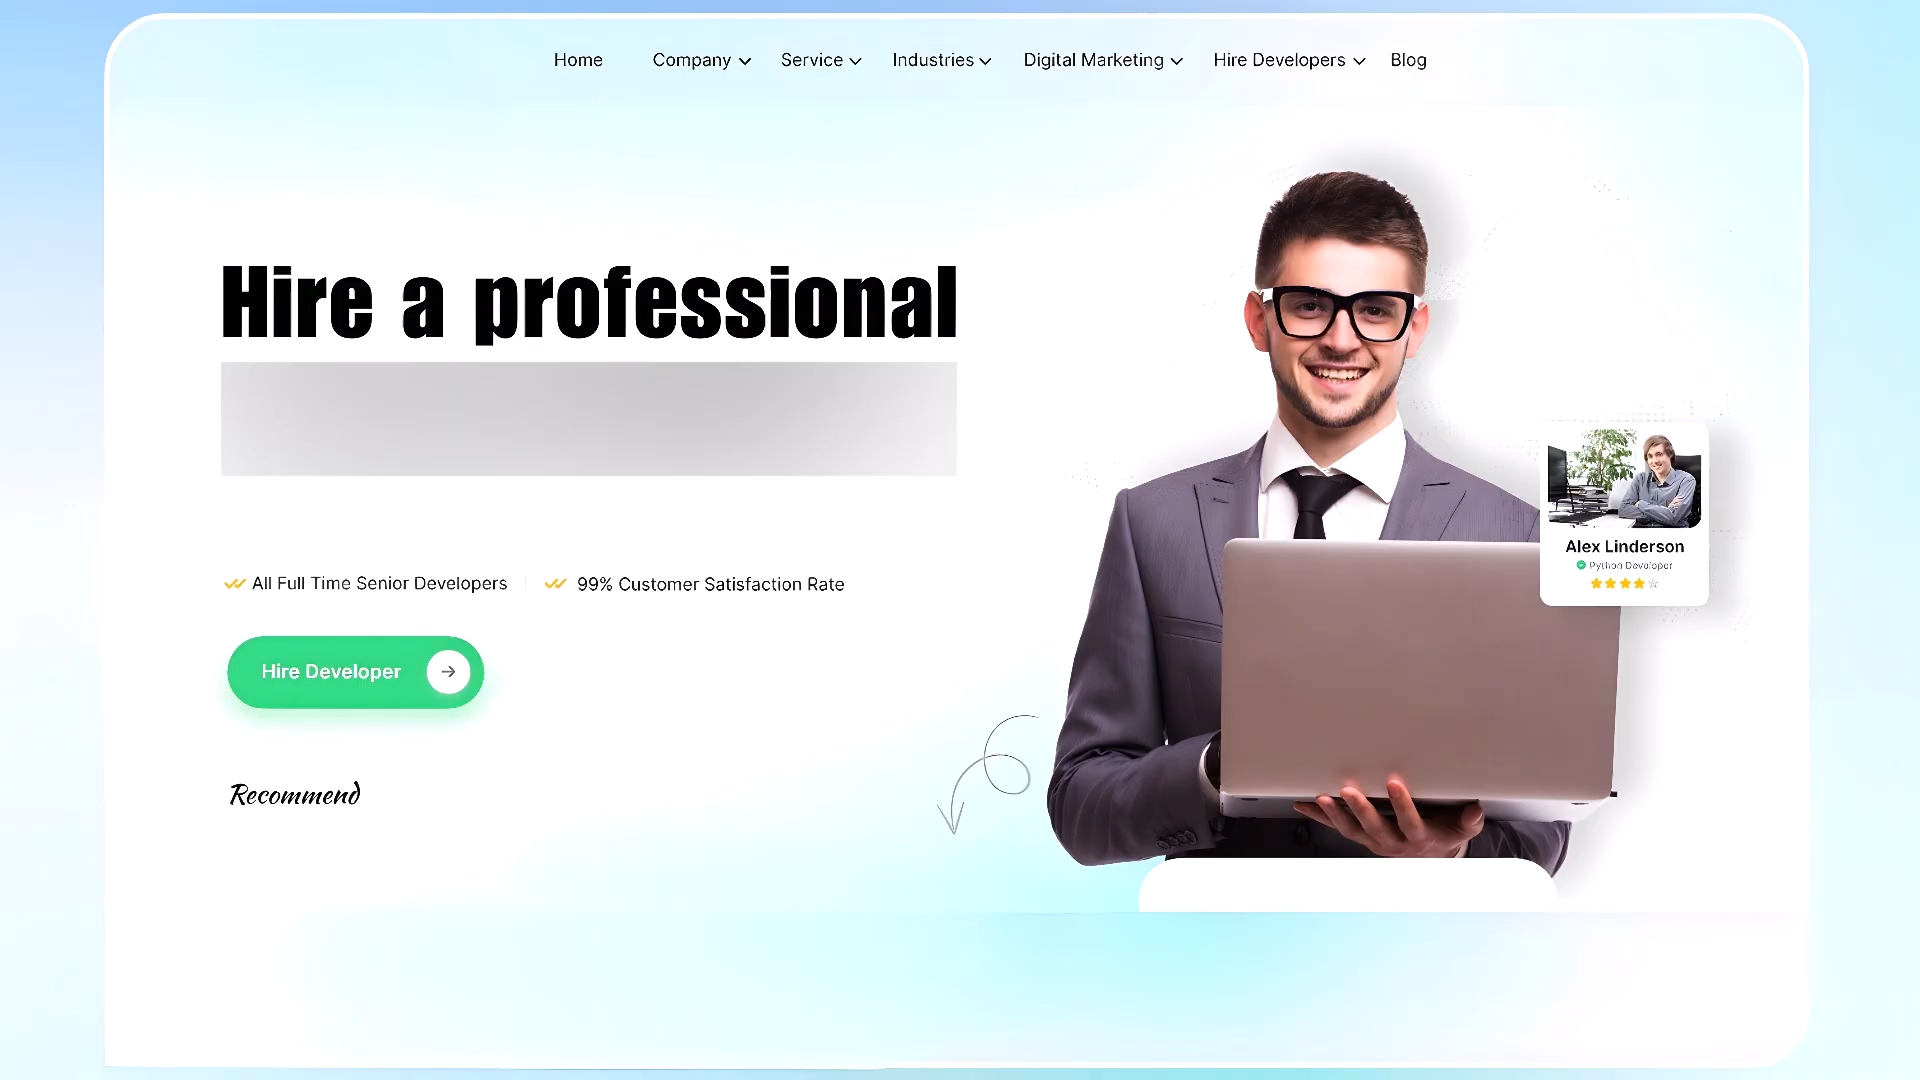 Home Company Service Industries Digital Marketing Hire Developers Blog
Hire a professional
All Full Time Senior Developers 99% Customer Satisfaction Rate
Hire Developer
Recommend
Alex Linderson
Python Developer